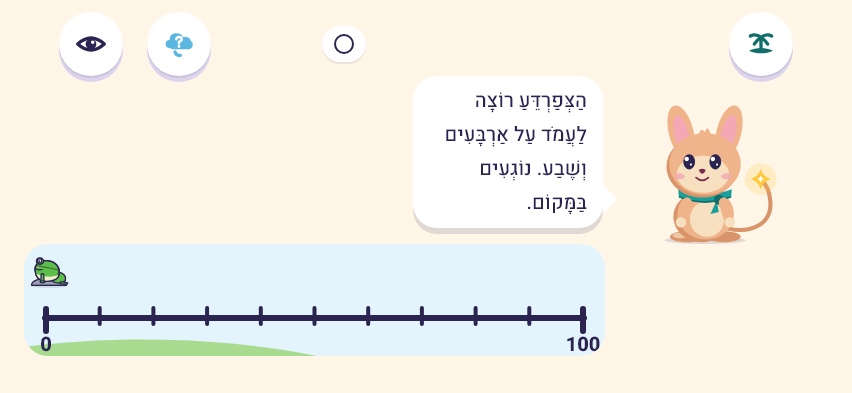 הַצְּפַרְדֵּעַ רוֹצָה
לַעֲמֹד עַל אַרְבָּעִים
וְשֶׁבַע. נוֹגְעִים
בַּמָּקוֹם.
0
100